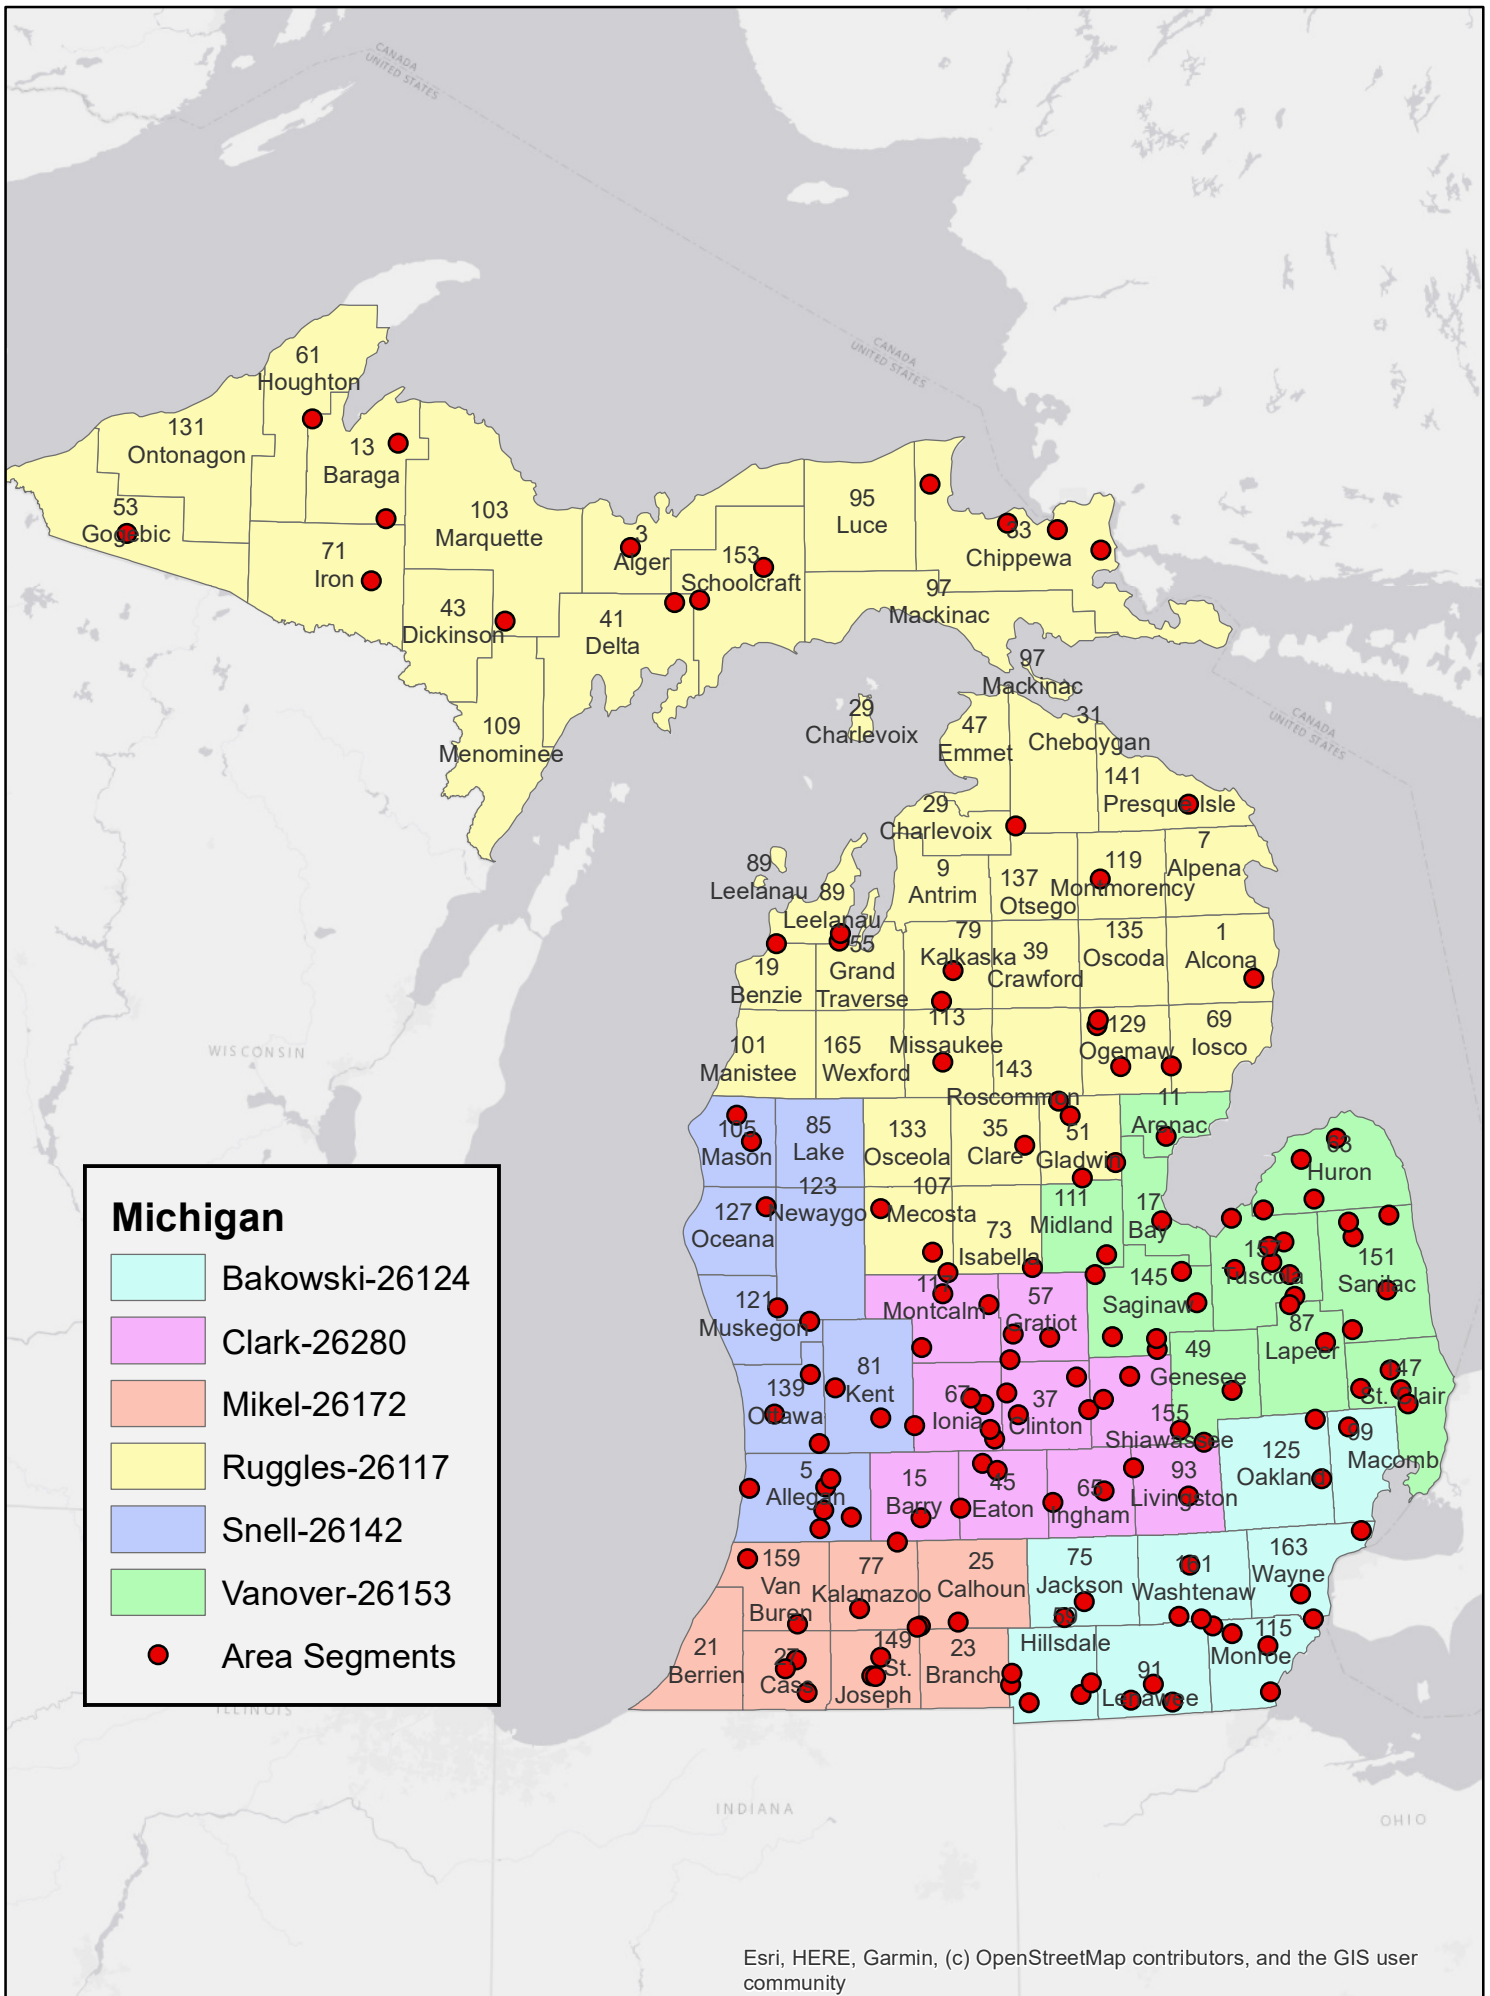 CANADA
UNITED STATES
CANADA
UNITED STATES
61
Houghton
131
Ontonagon
13
Baraga
53
Gogebic
103
Marquette
95
Luce
33
Chippewa
71
Iron
3
Alger
153
Schoolcraft
97
Mackinac
43
Dickinson
41
Delta
97
Mackinac
109
Menominee
29
Charlevoix
47
Emmet
31
Cheboygan
CANADA
UNITED STATES
141
Presque Isle
29
Charlevoix
7
Alpena
89
Leelanau
89
Leelanau
9
Antrim
137
Otsego
119
Montmorency
55
Grand
Traverse
79
Kalkaska
39
Crawford
135
Oscoda
1
Alcona
19
Benzie
101
Manistee
165
Wexford
113
Missaukee
143
Roscommon
129
Ogemaw
69
Iosco
WISCONSIN
105
Mason
85
Lake
133
Osceola
35
Clare
51
Gladwin
11
Arenac
63
Huron
127
Oceana
123
Newaygo
107
Mecosta
73
Isabella
111
Midland
17
Bay
157
Tuscola
151
Sanilac
121
Muskegon
117
Montcalm
57
Gratiot
145
Saginaw
87
Lapeer
49
Genesee
147
St. Clair
139
Ottawa
81
Kent
67
Ionia
37
Clinton
155
Shiawassee
125
Oakland
99
Macomb
5
Allegan
15
Barry
45
Eaton
65
Ingham
93
Livingston
159
Van
Buren
77
Kalamazoo
25
Calhoun
75
Jackson
161
Washtenaw
163
Wayne
21
Berrien
27
Cass
149
St.
Joseph
23
Branch
59
Hillsdale
91
Lenawee
115
Monroe
Michigan
Bakowski-26124
Clark-26280
Mikel-26172
Ruggles-26117
Snell-26142
Vanover-26153
Area Segments
ILLINOIS
INDIANA
OHIO
Esri, HERE, Garmin, (c) OpenStreetMap contributors, and the GIS user
community